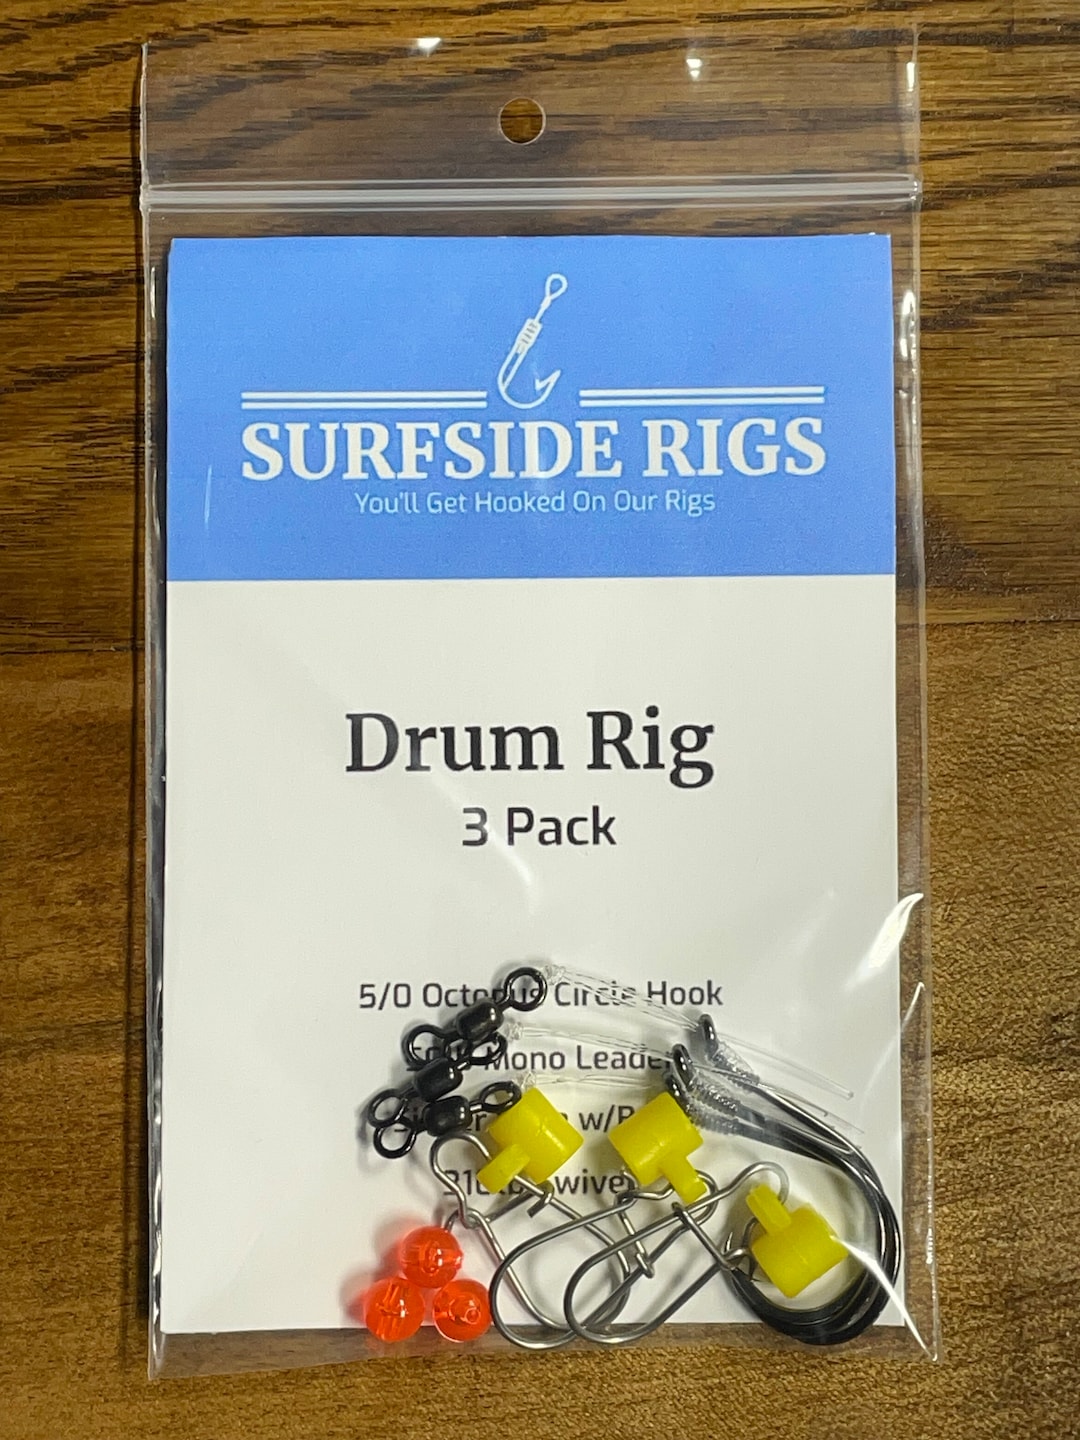 SURFSIDE RIGS
You'll Get Hooked On Our Rigs
Drum Rig
3 Pack
5/0 Octopus Circle Hook
Mono Leader
w/